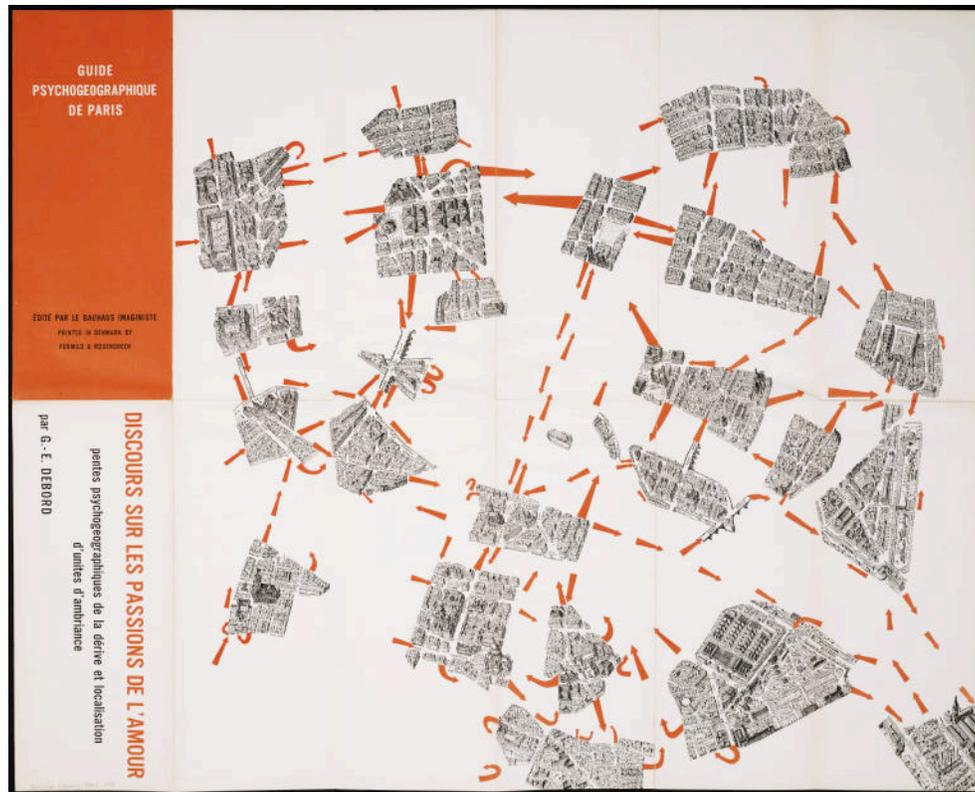 GUIDE
PSYCHOGEOGRAPHIQUE
DE PARIS
ÉDITÉ PAR LE BAUHAUS IMAGINISTE
PRINTED IN DENMARK BY
PERMILD & ROSENGREEN
DISCOURS SUR LES PASSIONS DE L'AMOUR
pentes psychogeographiques de la dérive et localisation
d'unites d'ambriance
par G.-E. DEBORD